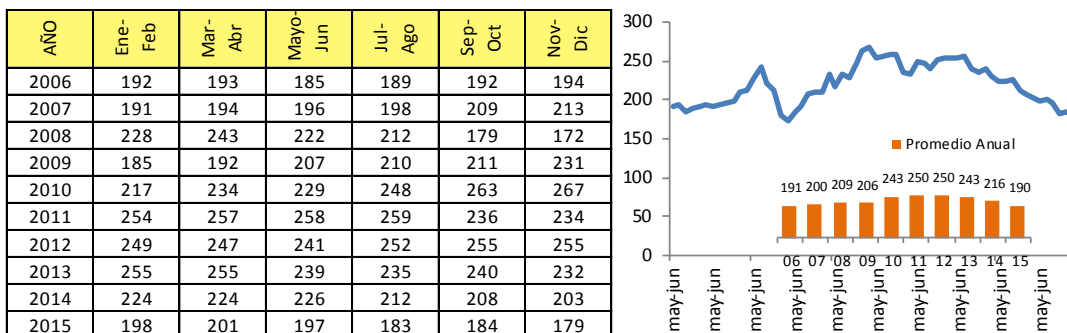 AÑO Ene-Feb Mar-Abr Mayo-Jun Jul-Ago Sep-Oct Nov-Dic
2006 192 193 185 189 192 194
2007 191 194 196 198 209 213
2008 228 243 222 212 179 172
2009 185 192 207 210 211 231
2010 217 234 229 248 263 267
2011 254 257 258 259 236 234
2012 249 247 241 252 255 255
2013 255 255 239 235 240 232
2014 224 224 226 212 208 203
2015 198 201 197 183 184 179
300
250
200
150
100
50
0
Promedio Anual
191 200 209 206 243 250 250 243 216 190
06 07 08 09 10 11 12 13 14 15
may-jun may-jun may-jun may-jun may-jun may-jun may-jun may-jun may-jun may-jun